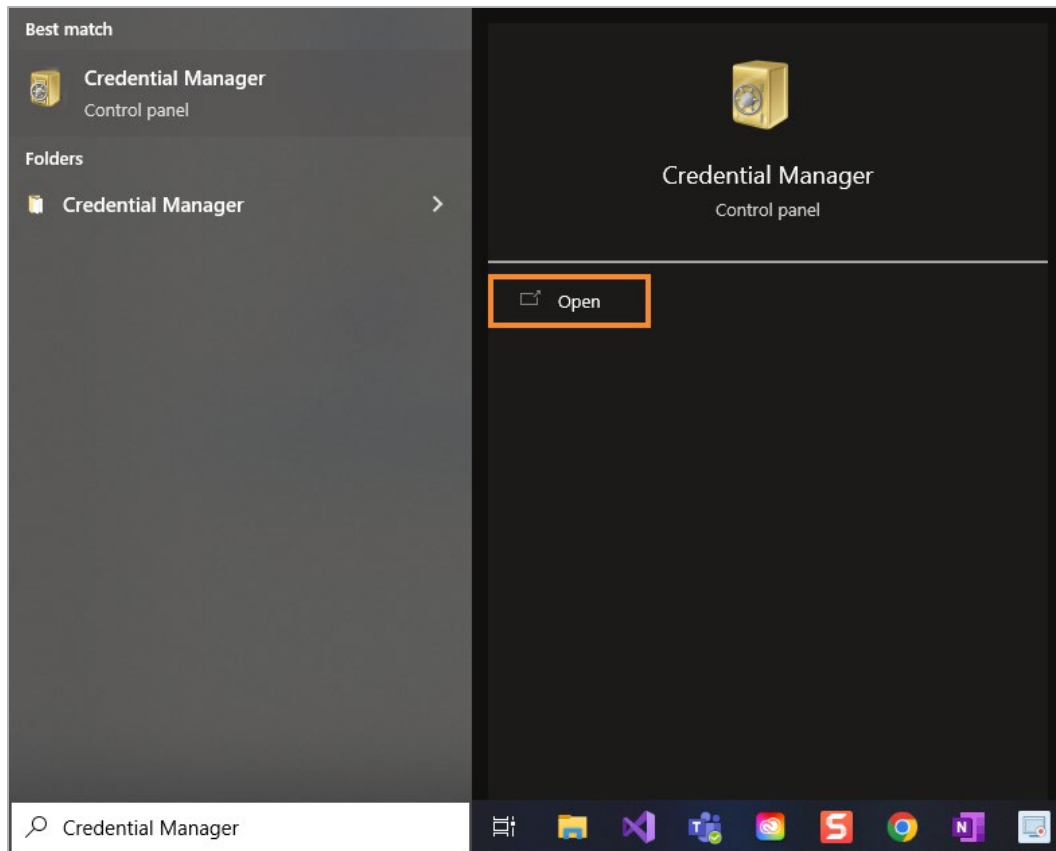 Best match
Credential Manager
Control panel
Folders
Credential Manager
Credential Manager
Control panel
Open
Credential Manager